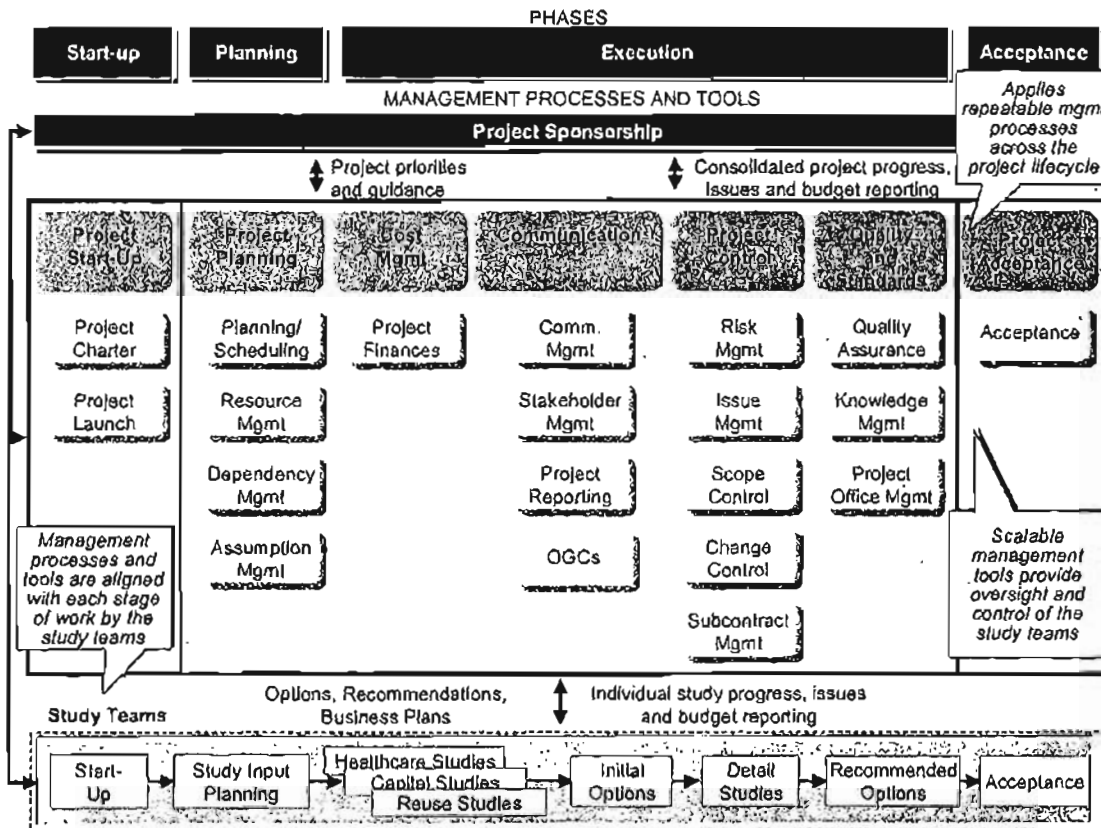 PHASES
Start-up
Planning
Execution
Acceptance
MANAGEMENT PROCESSES AND TOOLS
Project Sponsorship
Applies
repeatable mgmt
processes
across the
project lifecycle
Project priorities
and guidance
Consolidated project progress,
Issues and budget reporting
Project
Start-Up
Project
Planning
Cost
Mgmt
Communication
Project
Control
Quality
and
Standards
Project
Acceptance
Project
Charter
Project
Launch
Planning/
Scheduling
Resource
Mgmt
Dependency
Mgmt
Assumption
Mgmt
Project
Finances
Comm.
Mgmt
Stakeholder
Mgmt
Project
Reporting
OGCs
Risk
Mgmt
Issue
Mgmt
Scope
Control
Change
Control
Subcontract
Mgmt
Quality
Assurance
Knowledge
Mgmt
Project
Office Mgmt
Acceptance
Management
processes and
tools are aligned
with each stage
of work by the
study teams
Scalable
management
tools provide
oversight and
control of the
study teams
Study Teams
Options, Recommendations,
Business Plans
Individual study progress, issues
and budget reporting
Start-
Up
Study Input
Planning
Healthcare Studies
Capital Studies
Reuse Studies
Initial
Options
Detail
Studies
Recommended
Options
Acceptance